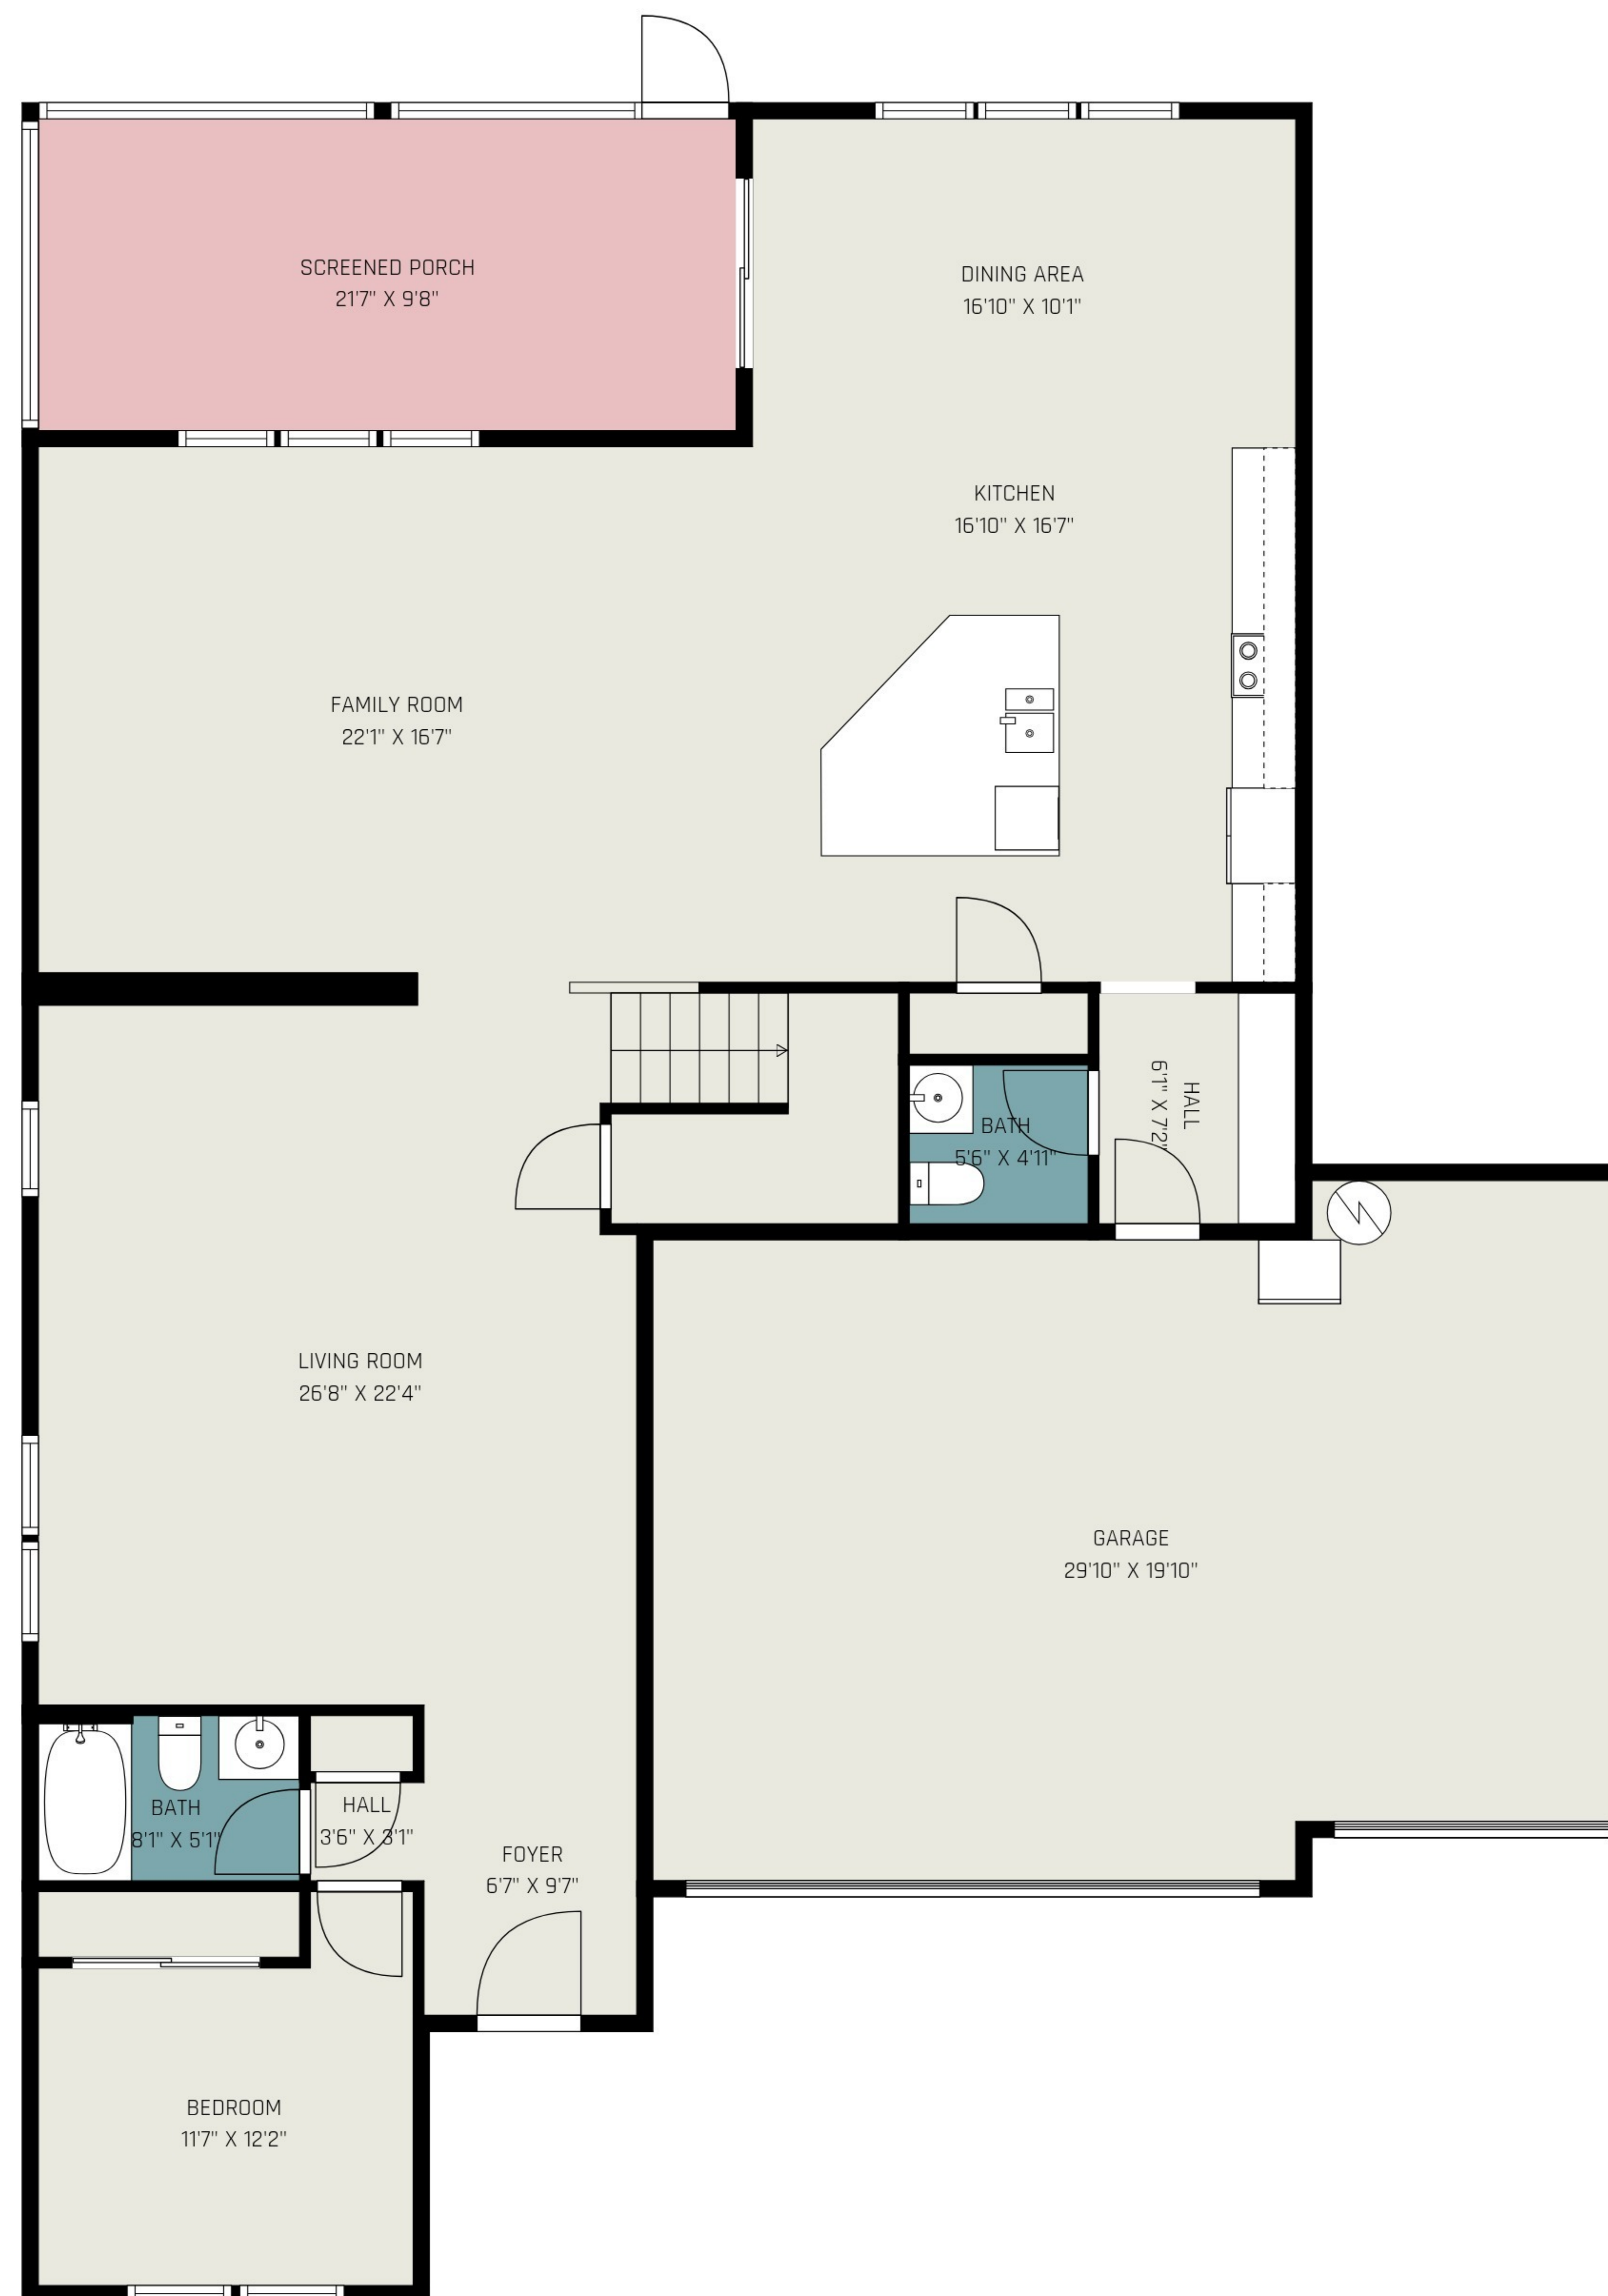 SCREENED PORCH
21'7" X 9'8"
DINING AREA
16'10" X 10'1"
KITCHEN
16'10" X 16'7"
FAMILY ROOM
22'1" X 16'7"
HALL
6'1" X 7'2"
BATH
5'6" X 4'11"
LIVING ROOM
26'8" X 22'4"
GARAGE
29'10" X 19'10"
BATH
8'1" X 5'1"
HALL
3'6" X 3'1"
FOYER
6'7" X 9'7"
BEDROOM
11'7" X 12'2"